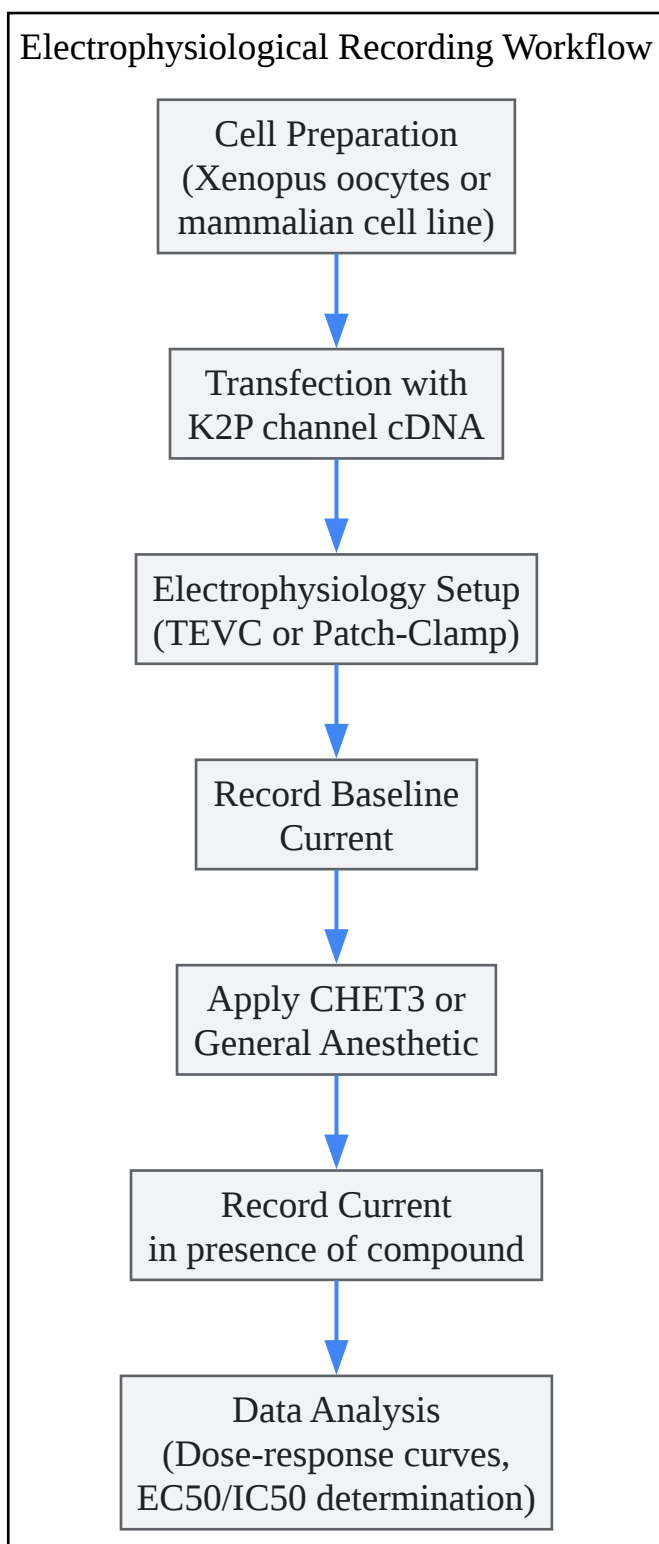 Electrophysiological Recording Workflow
Cell Preparation
(Xenopus oocytes or
mammalian cell line)
Transfection with
K2P channel cDNA
Electrophysiology Setup
(TEVC or Patch-Clamp)
Record Baseline
Current
Apply CHET3 or
General Anesthetic
Record Current
in presence of compound
Data Analysis
(Dose-response curves,
EC50/IC50 determination)